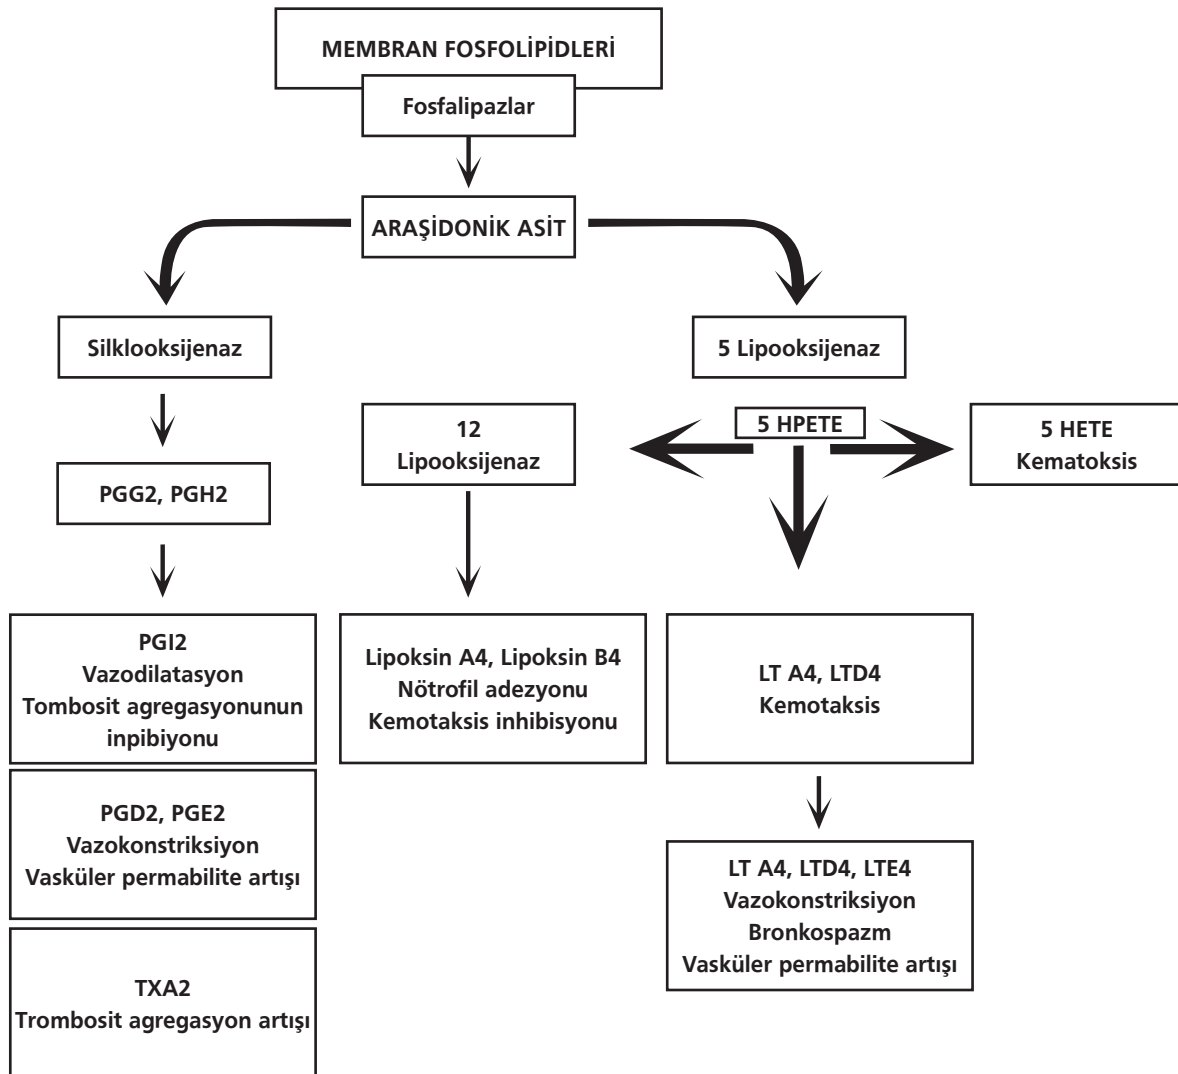 MEMBRAN FOSFOLİPİDLERİ
Fosfalipazlar
ARAŞİDONİK ASİT
Silklooksijenaz
5 Lipooksijenaz
12
Lipooksijenaz
5 HPETE
5 HETE
Kematoksis
PGG2, PGH2
PGI2
Vazodilatasyon
Tombosit agregasyonunun
inpibiyonu
Lipoksin A4, Lipoksin B4
Nötrofil adezyonu
Kemotaksis inhibisyonu
LT A4, LTD4
Kemotaksis
PGD2, PGE2
Vazokonstriksiyon
Vasküler permabilite artışı
LT A4, LTD4, LTE4
Vazokonstriksiyon
Bronkospazm
Vasküler permabilite artışı
TXA2
Trombosit agregasyon artışı